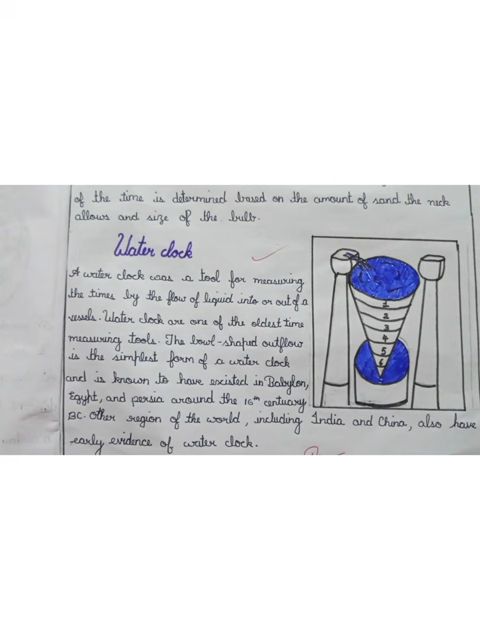 of the time is determined based on the amount of sand the neck
allows and size of the bulb.
Water clock
A water clock was a tool for measuring
the times by the flow of liquid into or out of a
vessels. Water clock are one of the oldest time
measuring tools. The bowl-shaped outflow
is the simplest form of a water clock
and is known to have excisted in Babylon,
Egyht, and persia around the 16th centuary
BC. Other region of the world, including India and China, also have
early evidence of water clock.
1
2
3
4
5
6